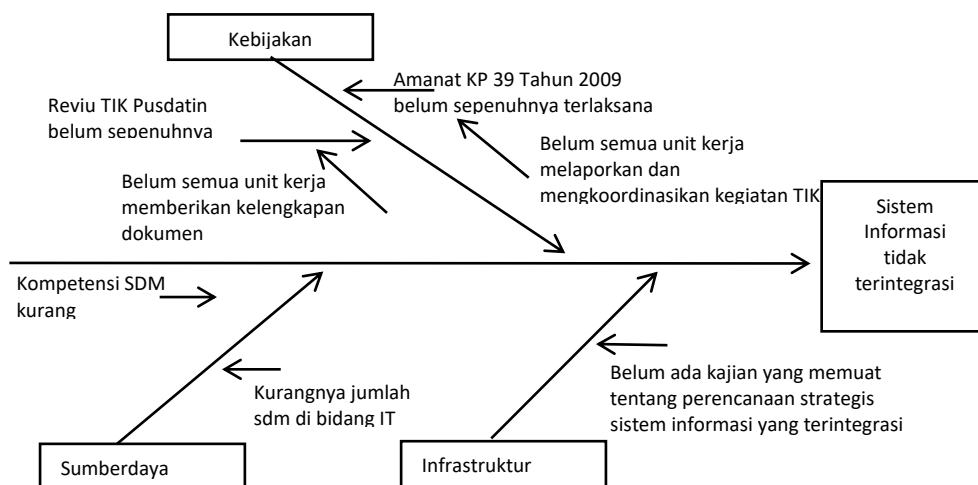 Kebijakan
Amanat KP 39 Tahun 2009
belum sepenuhnya terlaksana
Reviu TIK Pusdatin
belum sepenuhnya
Belum semua unit kerja
melaporkan dan
mengkoordinasikan kegiatan TIK
Belum semua unit kerja
memberikan kelengkapan
dokumen
Sistem
Informasi
tidak
terintegrasi
Kompetensi SDM
kurang
Kurangnya jumlah
sdm di bidang IT
Belum ada kajian yang memuat
tentang perencanaan strategis
sistem informasi yang terintegrasi
Sumberdaya
Infrastruktur